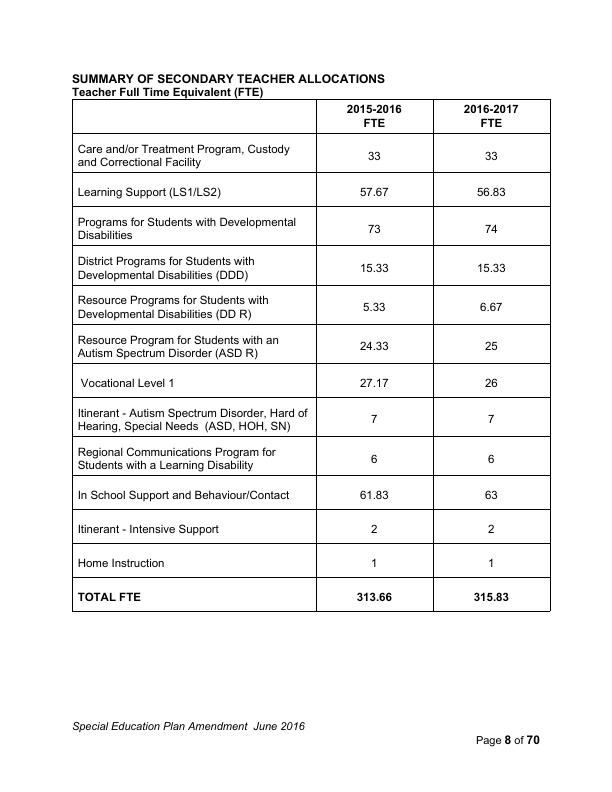 SUMMARY OF SECONDARY TEACHER ALLOCATIONS
Teacher Full Time Equivalent (FTE)
2015-2016 FTE 2016-2017 FTE
Care and/or Treatment Program, Custody
and Correctional Facility 33 33
Learning Support (LS1/LS2) 57.67 56.83
Programs for Students with Developmental
Disabilities 73 74
District Programs for Students with
Developmental Disabilities (DDD) 15.33 15.33
Resource Programs for Students with
Developmental Disabilities (DD R) 5.33 6.67
Resource Program for Students with an
Autism Spectrum Disorder (ASD R) 24.33 25
Vocational Level 1 27.17 26
Itinerant - Autism Spectrum Disorder, Hard of
Hearing, Special Needs (ASD, HOH, SN) 7 7
Regional Communications Program for
Students with a Learning Disability 6 6
In School Support and Behaviour/Contact 61.83 63
Itinerant - Intensive Support 2 2
Home Instruction 1 1
TOTAL FTE 313.66 315.83
Special Education Plan Amendment June 2016
Page 8 of 70